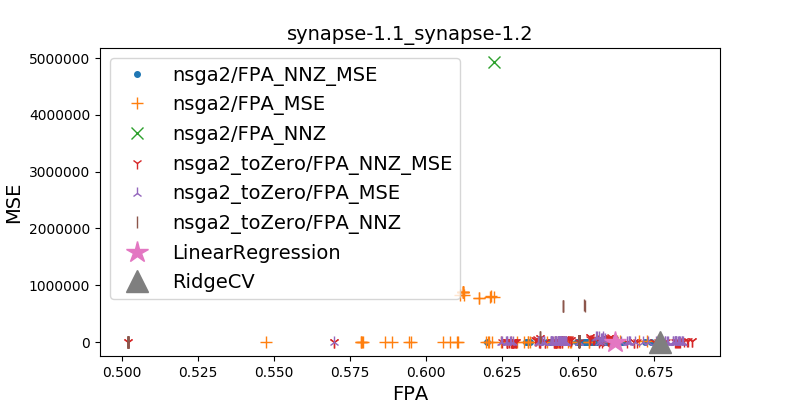 synapse-1.1_synapse-1.2
MSE
5000000
4000000
3000000
2000000
1000000
0
nsga2/FPA_NNZ_MSE
nsga2/FPA_MSE
nsga2/FPA_NNZ
nsga2_toZero/FPA_NNZ_MSE
nsga2_toZero/FPA_MSE
nsga2_toZero/FPA_NNZ
LinearRegression
RidgeCV
0.500 0.525 0.550 0.575 0.600 0.625 0.650 0.675
FPA